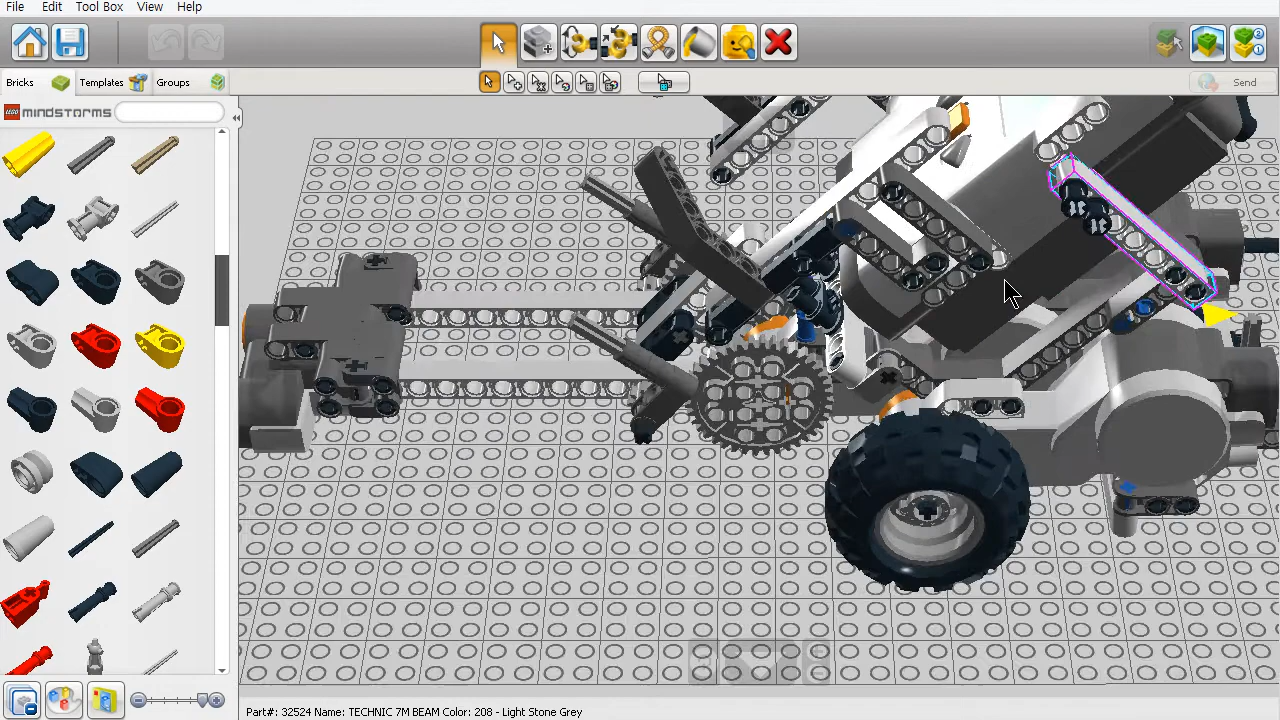 File Edit Tool Box View Help
Bricks Templates Groups Send
LEGO mindstorms
Part#: 32524 Name: TECHNIC 7M BEAM Color: 208 - Light Stone Grey